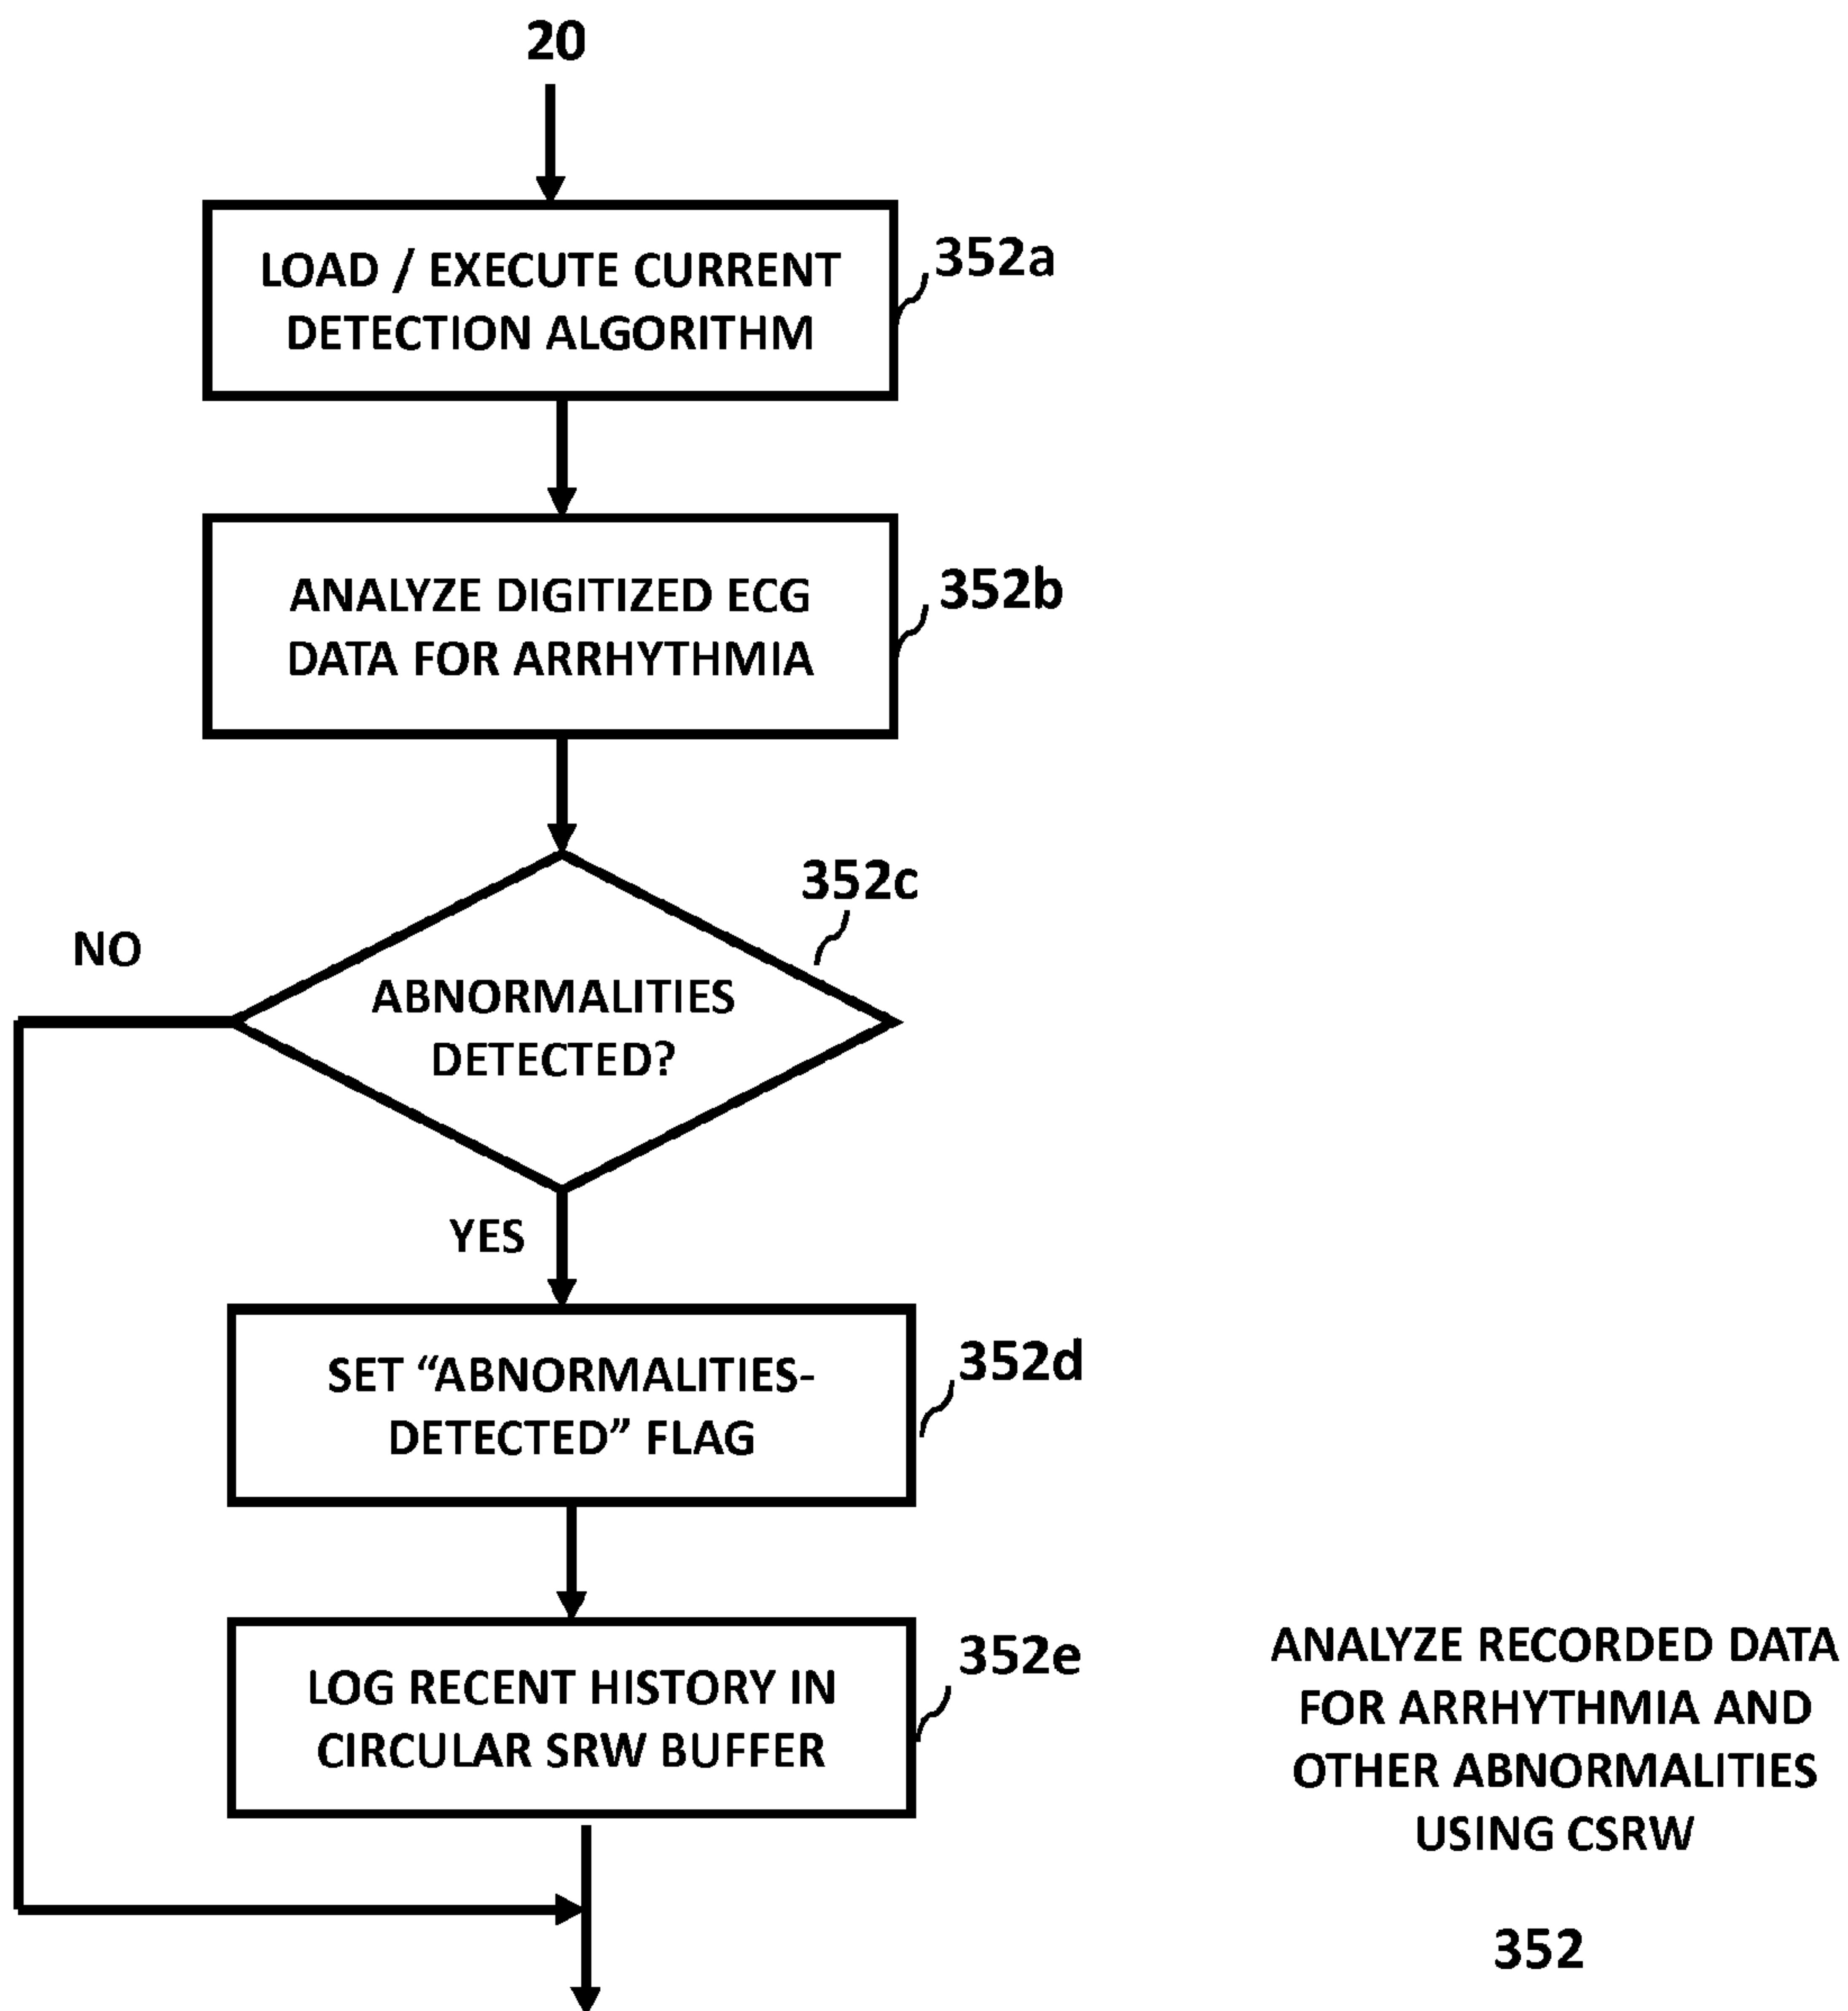 20
LOAD / EXECUTE CURRENT
DETECTION ALGORITHM
352a
ANALYZE DIGITIZED ECG
DATA FOR ARRHYTHMIA
352b
352c
NO
ABNORMALITIES
DETECTED?
YES
SET “ABNORMALITIES-
DETECTED” FLAG
352d
LOG RECENT HISTORY IN
CIRCULAR SRW BUFFER
352e
ANALYZE RECORDED DATA
FOR ARRHYTHMIA AND
OTHER ABNORMALITIES
USING CSRW
352